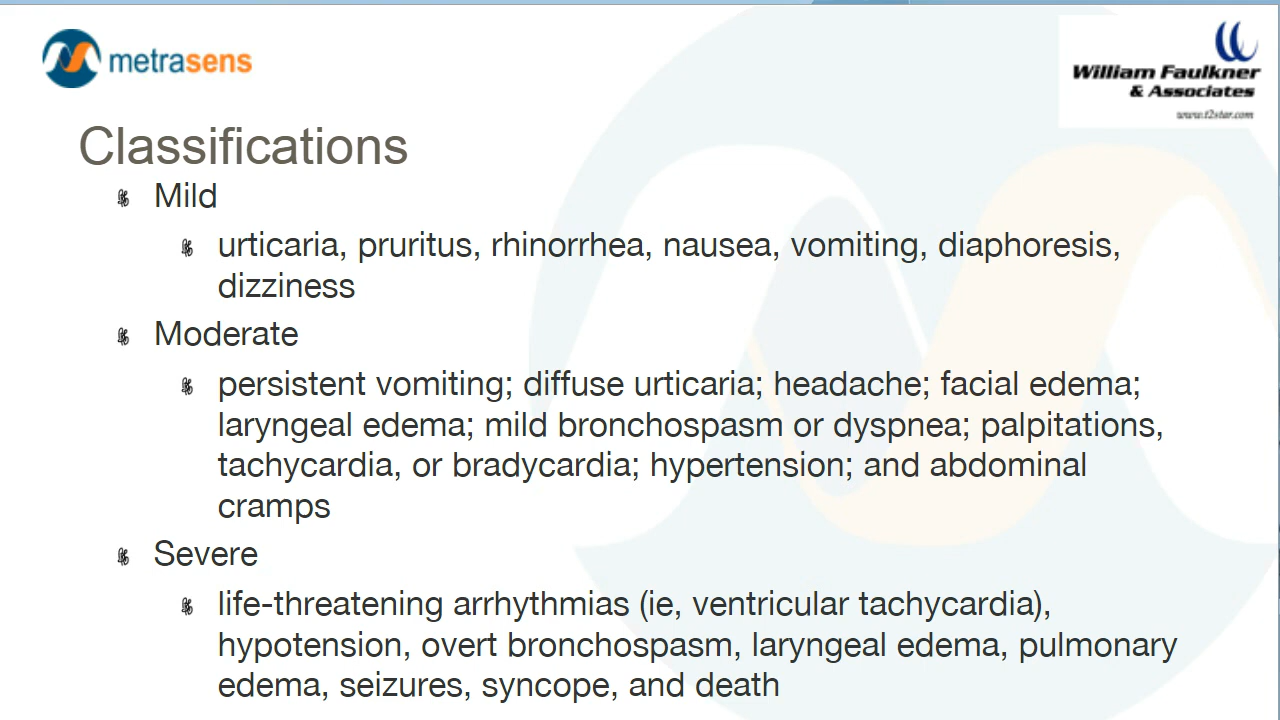 metrasens
William Faulkner
& Associates
www.t2star.com
Classifications
Mild
urticaria, pruritus, rhinorrhea, nausea, vomiting, diaphoresis,
dizziness
Moderate
persistent vomiting; diffuse urticaria; headache; facial edema;
laryngeal edema; mild bronchospasm or dyspnea; palpitations,
tachycardia, or bradycardia; hypertension; and abdominal
cramps
Severe
life-threatening arrhythmias (ie, ventricular tachycardia),
hypotension, overt bronchospasm, laryngeal edema, pulmonary
edema, seizures, syncope, and death